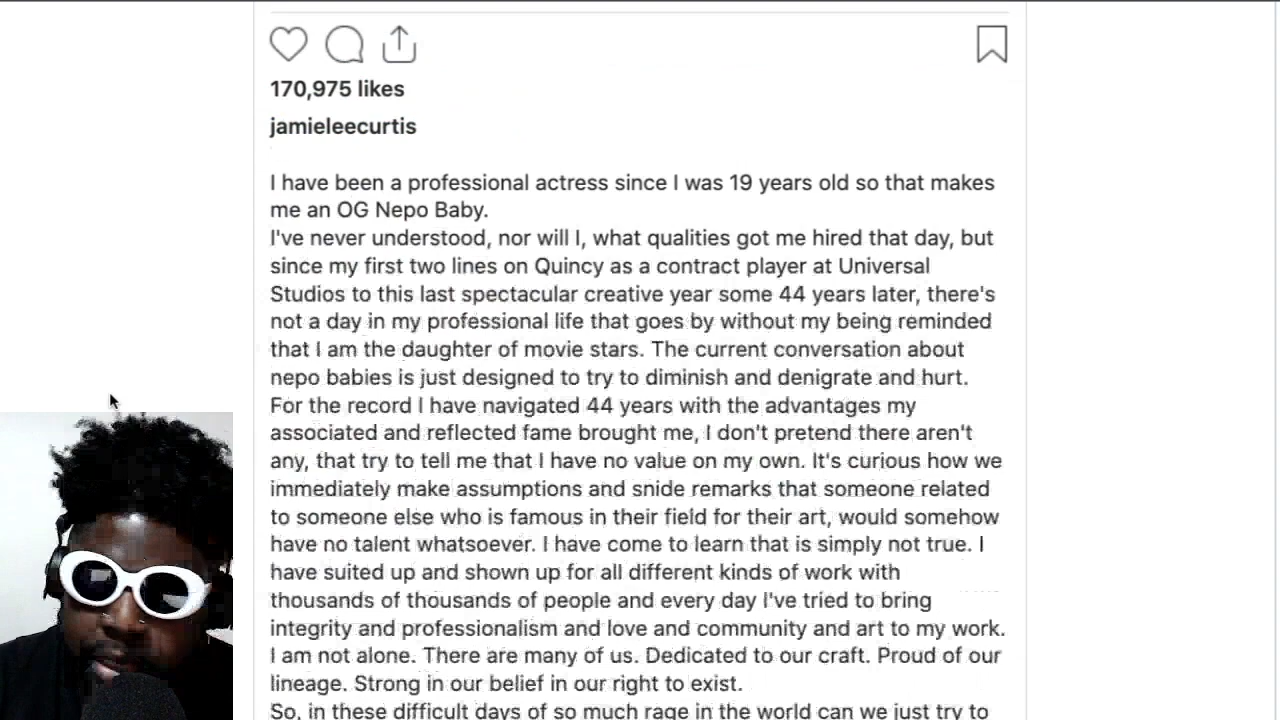 170,975 likes
jamieleecurtis
I have been a professional actress since I was 19 years old so that makes
me an OG Nepo Baby.
I've never understood, nor will I, what qualities got me hired that day, but
since my first two lines on Quincy as a contract player at Universal
Studios to this last spectacular creative year some 44 years later, there's
not a day in my professional life that goes by without my being reminded
that I am the daughter of movie stars. The current conversation about
nepo babies is just designed to try to diminish and denigrate and hurt.
For the record I have navigated 44 years with the advantages my
associated and reflected fame brought me, I don't pretend there aren't
any, that try to tell me that I have no value on my own. It's curious how we
immediately make assumptions and snide remarks that someone related
to someone else who is famous in their field for their art, would somehow
have no talent whatsoever. I have come to learn that is simply not true. I
have suited up and shown up for all different kinds of work with
thousands of thousands of people and every day I've tried to bring
integrity and professionalism and love and community and art to my work.
I am not alone. There are many of us. Dedicated to our craft. Proud of our
lineage. Strong in our belief in our right to exist.
So, in these difficult days of so much rage in the world can we just try to